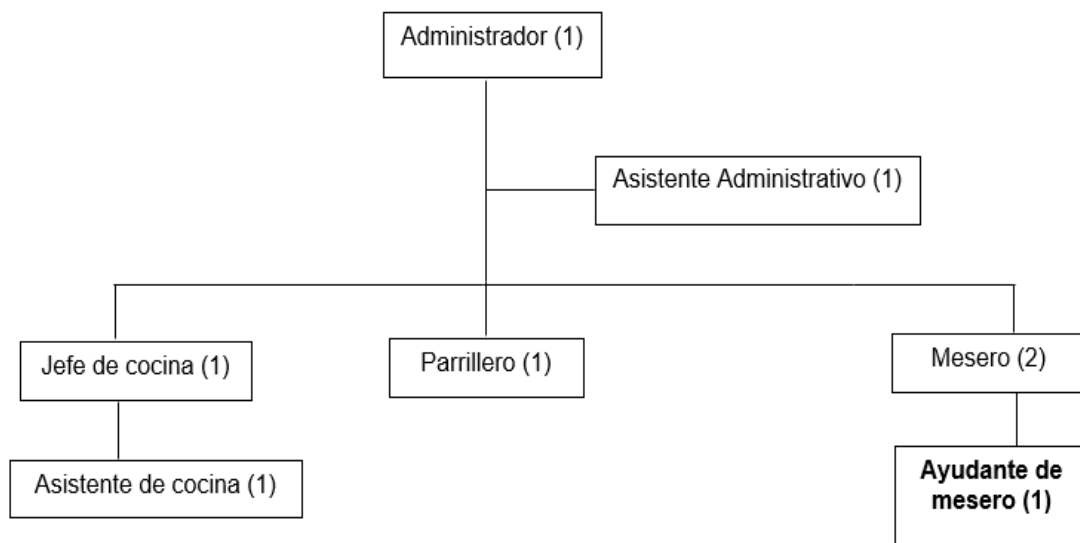 Administrador (1)
Asistente Administrativo (1)
Jefe de cocina (1)
Parrillero (1)
Mesero (2)
Asistente de cocina (1)
Ayudante de
mesero (1)